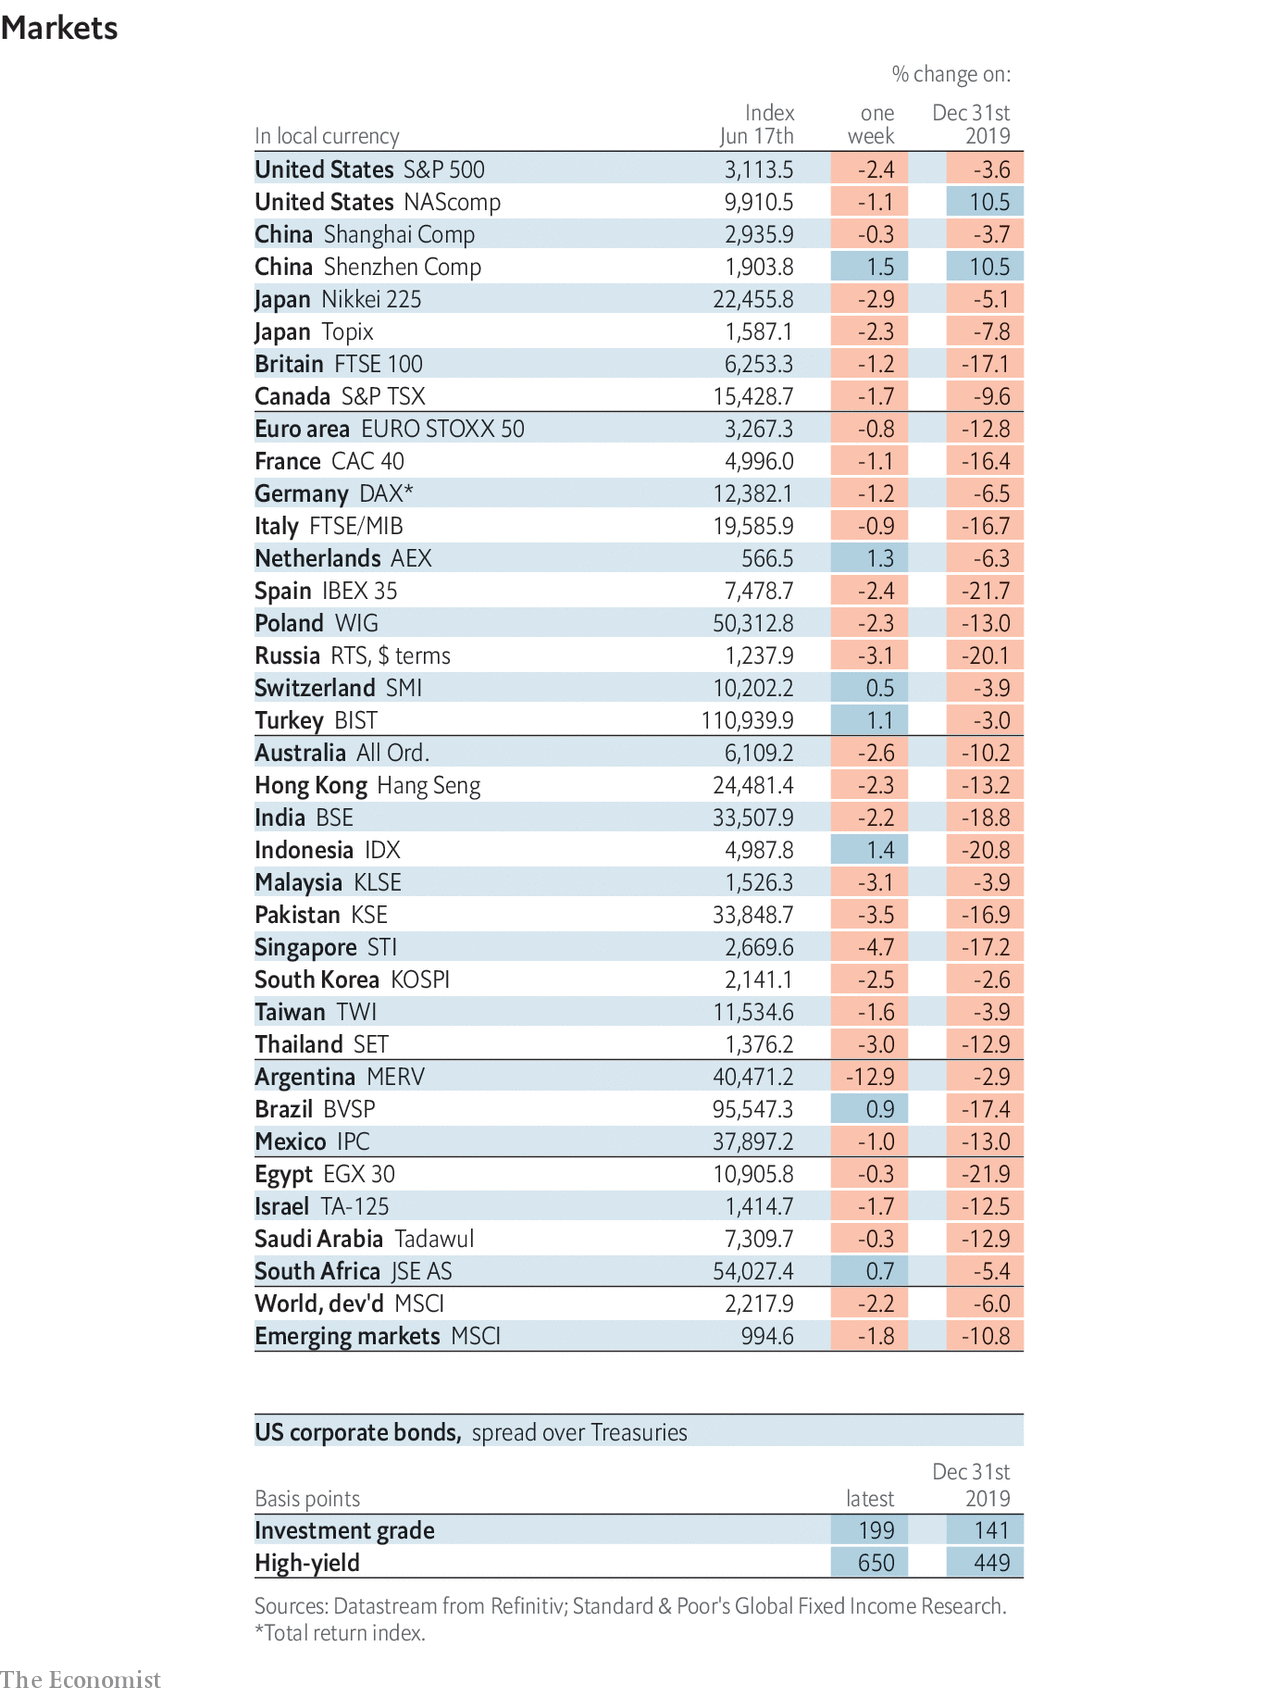 Markets
% change on:
Index one Dec 31st
In local currency Jun 17th week 2019
United States S&P 500 3,113.5 -2.4 -3.6
United States NAScomp 9,910.5 -1.1 10.5
China Shanghai Comp 2,935.9 -0.3 -3.7
China Shenzhen Comp 1,903.8 1.5 10.5
Japan Nikkei 225 22,455.8 -2.9 -5.1
Japan Topix 1,587.1 -2.3 -7.8
Britain FTSE 100 6,253.3 -1.2 -17.1
Canada S&P TSX 15,428.7 -1.7 -9.6
Euro area EURO STOXX 50 3,267.3 -0.8 -12.8
France CAC 40 4,996.0 -1.1 -16.4
Germany DAX* 12,382.1 -1.2 -6.5
Italy FTSE/MIB 19,585.9 -0.9 -16.7
Netherlands AEX 566.5 1.3 -6.3
Spain IBEX 35 7,478.7 -2.4 -21.7
Poland WIG 50,312.8 -2.3 -13.0
Russia RTS, $ terms 1,237.9 -3.1 -20.1
Switzerland SMI 10,202.2 0.5 -3.9
Turkey BIST 110,939.9 1.1 -3.0
Australia All Ord. 6,109.2 -2.6 -10.2
Hong Kong Hang Seng 24,481.4 -2.3 -13.2
India BSE 33,507.9 -2.2 -18.8
Indonesia IDX 4,987.8 1.4 -20.8
Malaysia KLSE 1,526.3 -3.1 -3.9
Pakistan KSE 33,848.7 -3.5 -16.9
Singapore STI 2,669.6 -4.7 -17.2
South Korea KOSPI 2,141.1 -2.5 -2.6
Taiwan TWI 11,534.6 -1.6 -3.9
Thailand SET 1,376.2 -3.0 -12.9
Argentina MERV 40,471.2 -12.9 -2.9
Brazil BVSP 95,547.3 0.9 -17.4
Mexico IPC 37,897.2 -1.0 -13.0
Egypt EGX 30 10,905.8 -0.3 -21.9
Israel TA-125 1,414.7 -1.7 -12.5
Saudi Arabia Tadawul 7,309.7 -0.3 -12.9
South Africa JSE AS 54,027.4 0.7 -5.4
World, dev'd MSCI 2,217.9 -2.2 -6.0
Emerging markets MSCI 994.6 -1.8 -10.8
US corporate bonds, spread over Treasuries
Dec 31st
Basis points latest 2019
Investment grade 199 141
High-yield 650 449
Sources: Datastream from Refinitiv; Standard & Poor's Global Fixed Income Research.
*Total return index.
The Economist